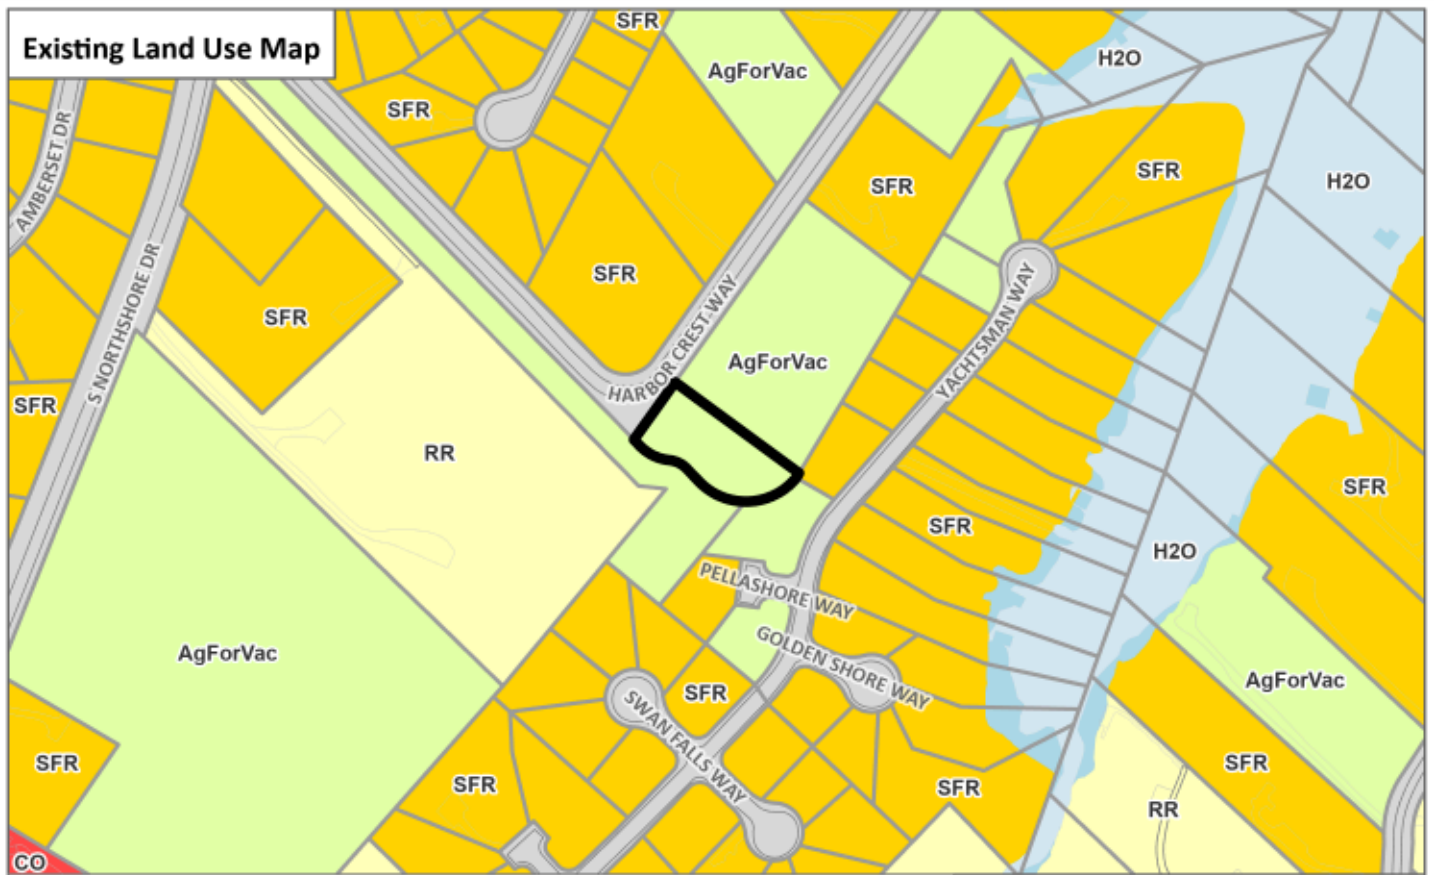 Existing Land Use Map
SFR
AgForVac
H2O
SFR
AMBERSET DR
SFR
SFR
H2O
SFR
S NORTHSHORE DR
SFR
HARBOR CREST WAY
YACHTSMAN WAY
AgForVac
SFR
RR
SFR
SFR
H2O
PELLASHORE WAY
GOLDEN SHORE WAY
AgForVac
AgForVac
SFR
SWAN FALLS WAY
SFR
SFR
SFR
SFR
RR
CO